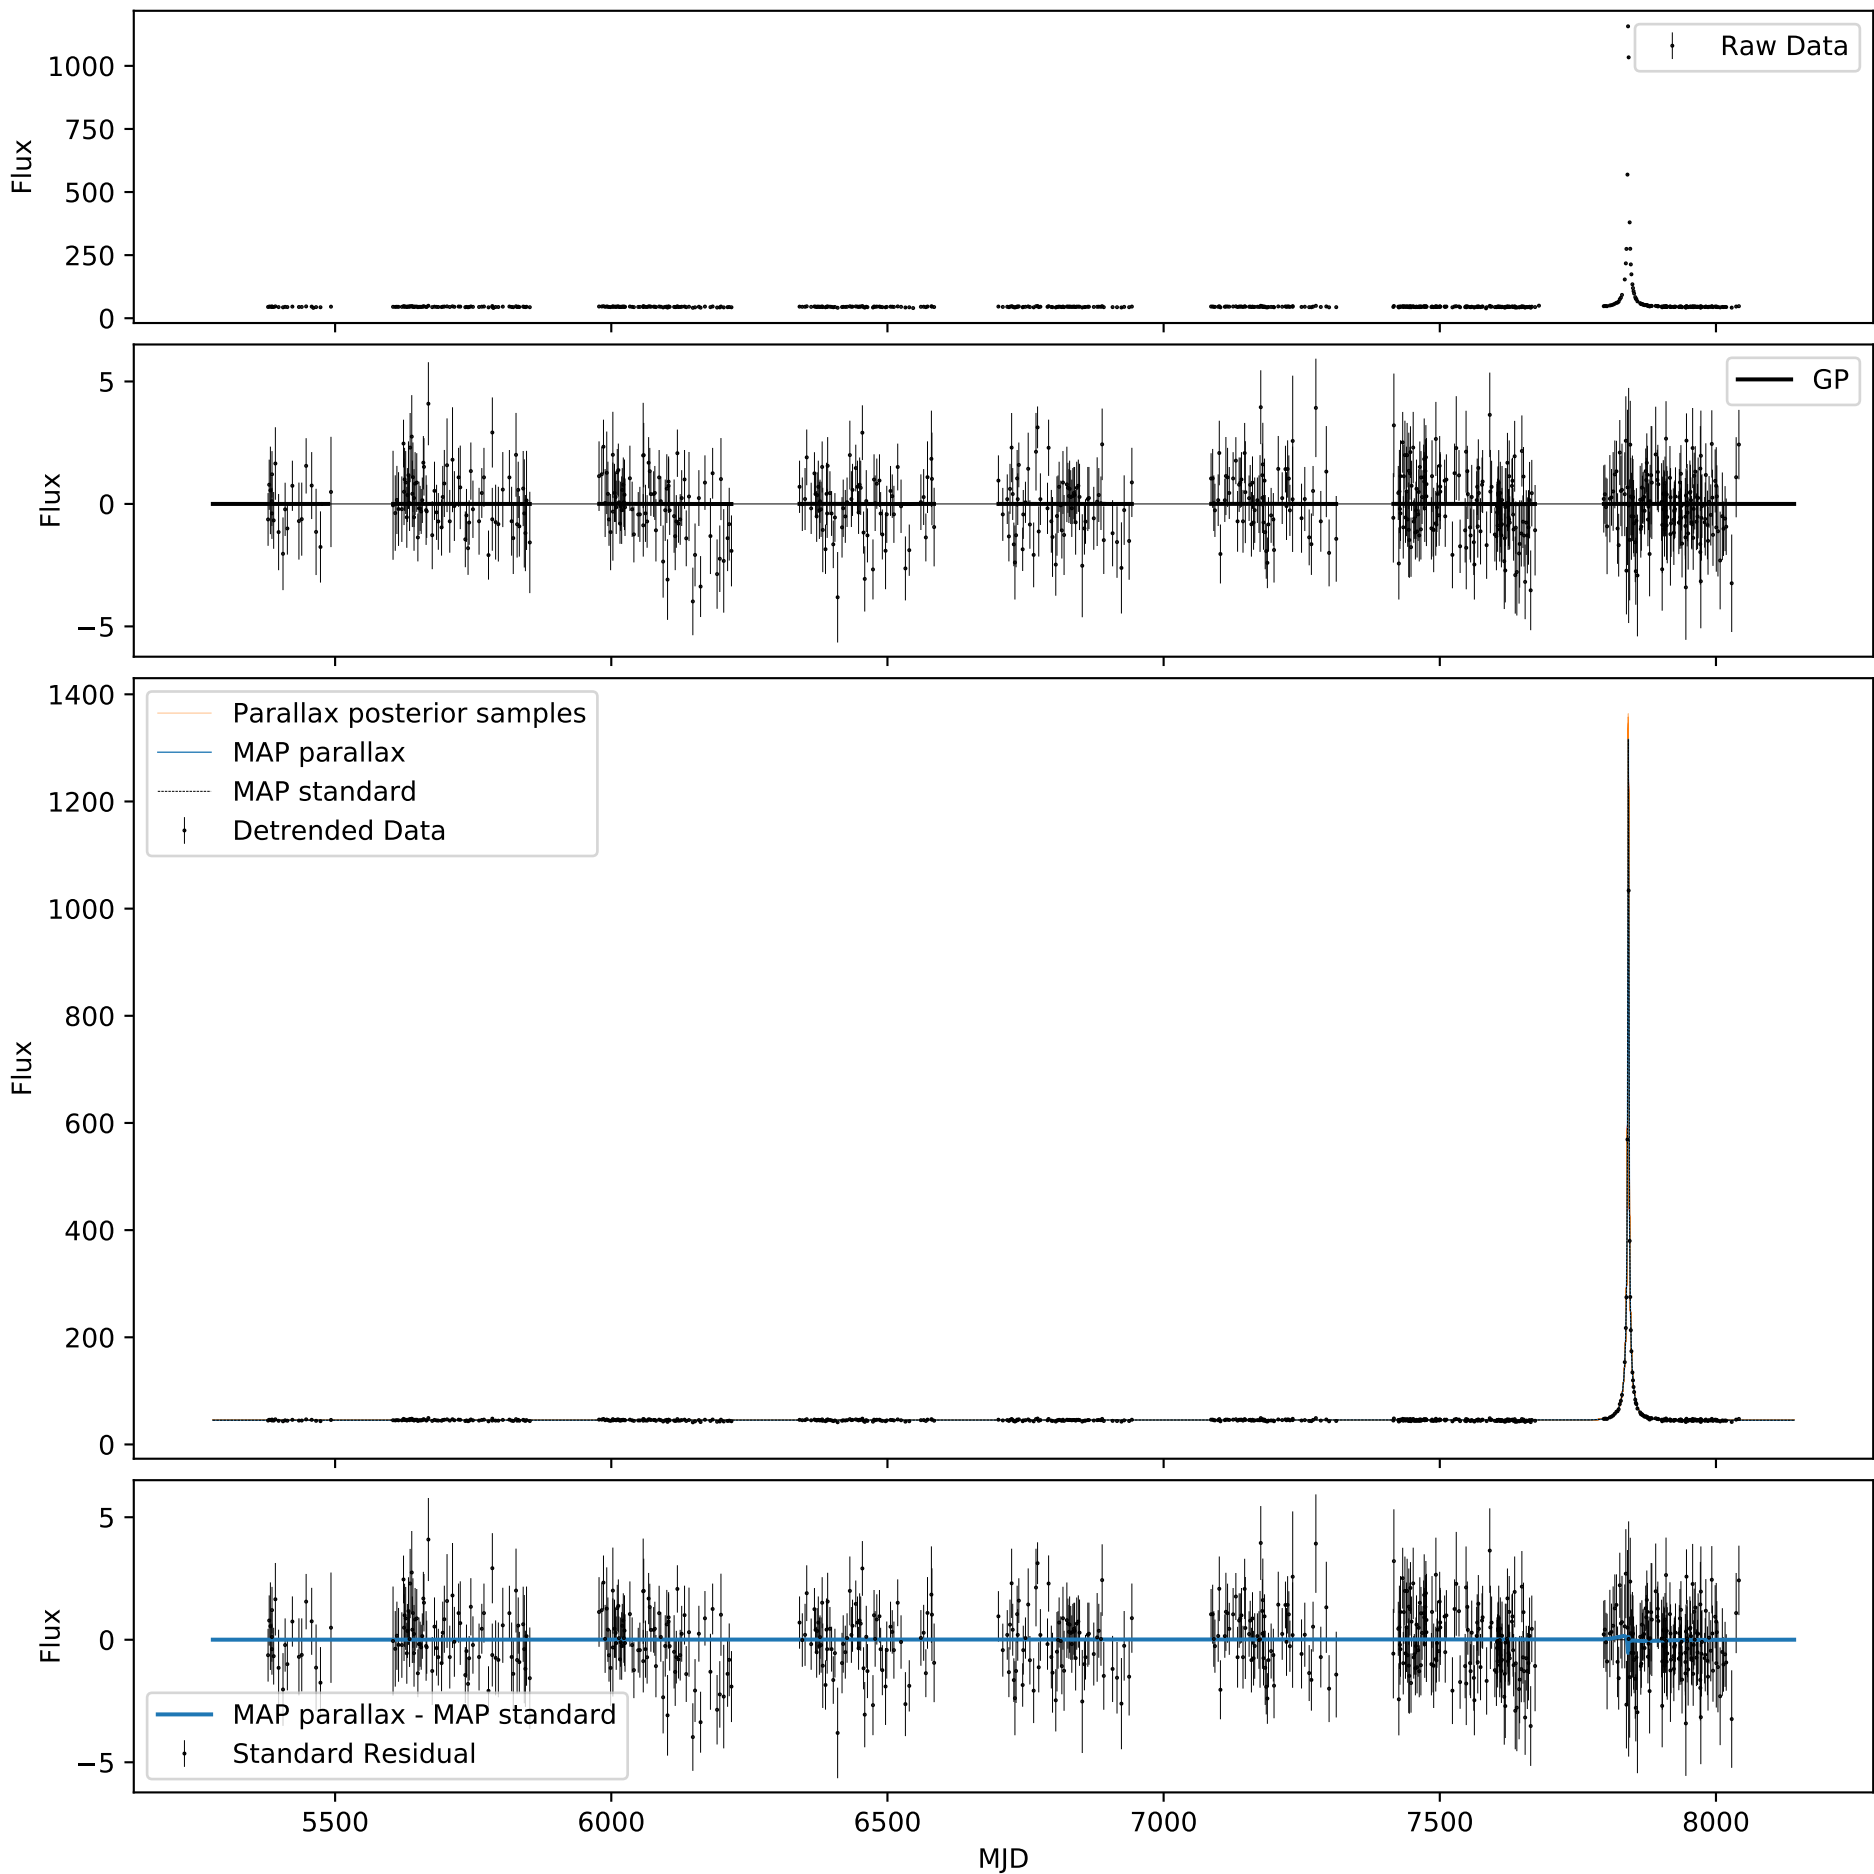 1000
750
500
250
0
Flux
Raw Data
5
0
−5
Flux
GP
1400
1200
1000
800
600
400
200
0
Flux
Parallax posterior samples
MAP parallax
MAP standard
Detrended Data
5
0
−5
Flux
MAP parallax - MAP standard
Standard Residual
5500 6000 6500 7000 7500 8000
MJD